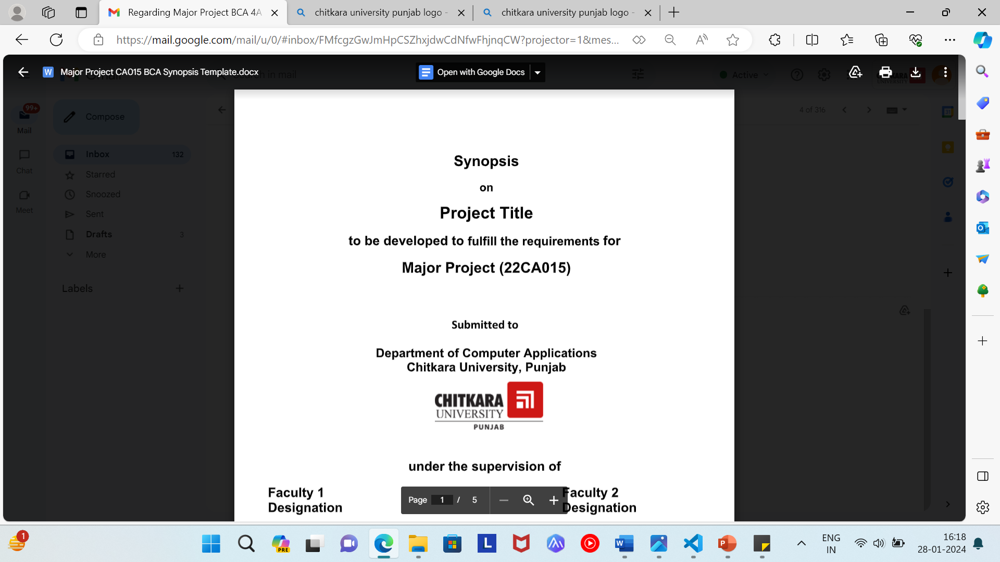 Regarding Major Project BCA 4A
chitkara university punjab logo -
chitkara university punjab logo -
https://mail.google.com/mail/u/0/#inbox/FMfcgzGwJmHpCSZhxjdwCdNfwFhjnqCW?projector=1&mes...
W Major Project CA015 BCA Synopsis Template.docx
in mail
Open with Google Docs
Active
UNIVERSITY
99+
Mail
Compose
4 of 316
31
Inbox 132
Chat
Starred
Snoozed
Meet
Sent
Drafts 3
More
Labels
Synopsis
on
Project Title
to be developed to fulfill the requirements for
Major Project (22CA015)
Submitted to
Department of Computer Applications
Chitkara University, Punjab
CHITKARA
UNIVERSITY
PUNJAB
under the supervision of
Faculty 1
Designation
Faculty 2
Designation
Page 1 / 5
1
PRE
L
W
P
ENG
IN
16:18
28-01-2024